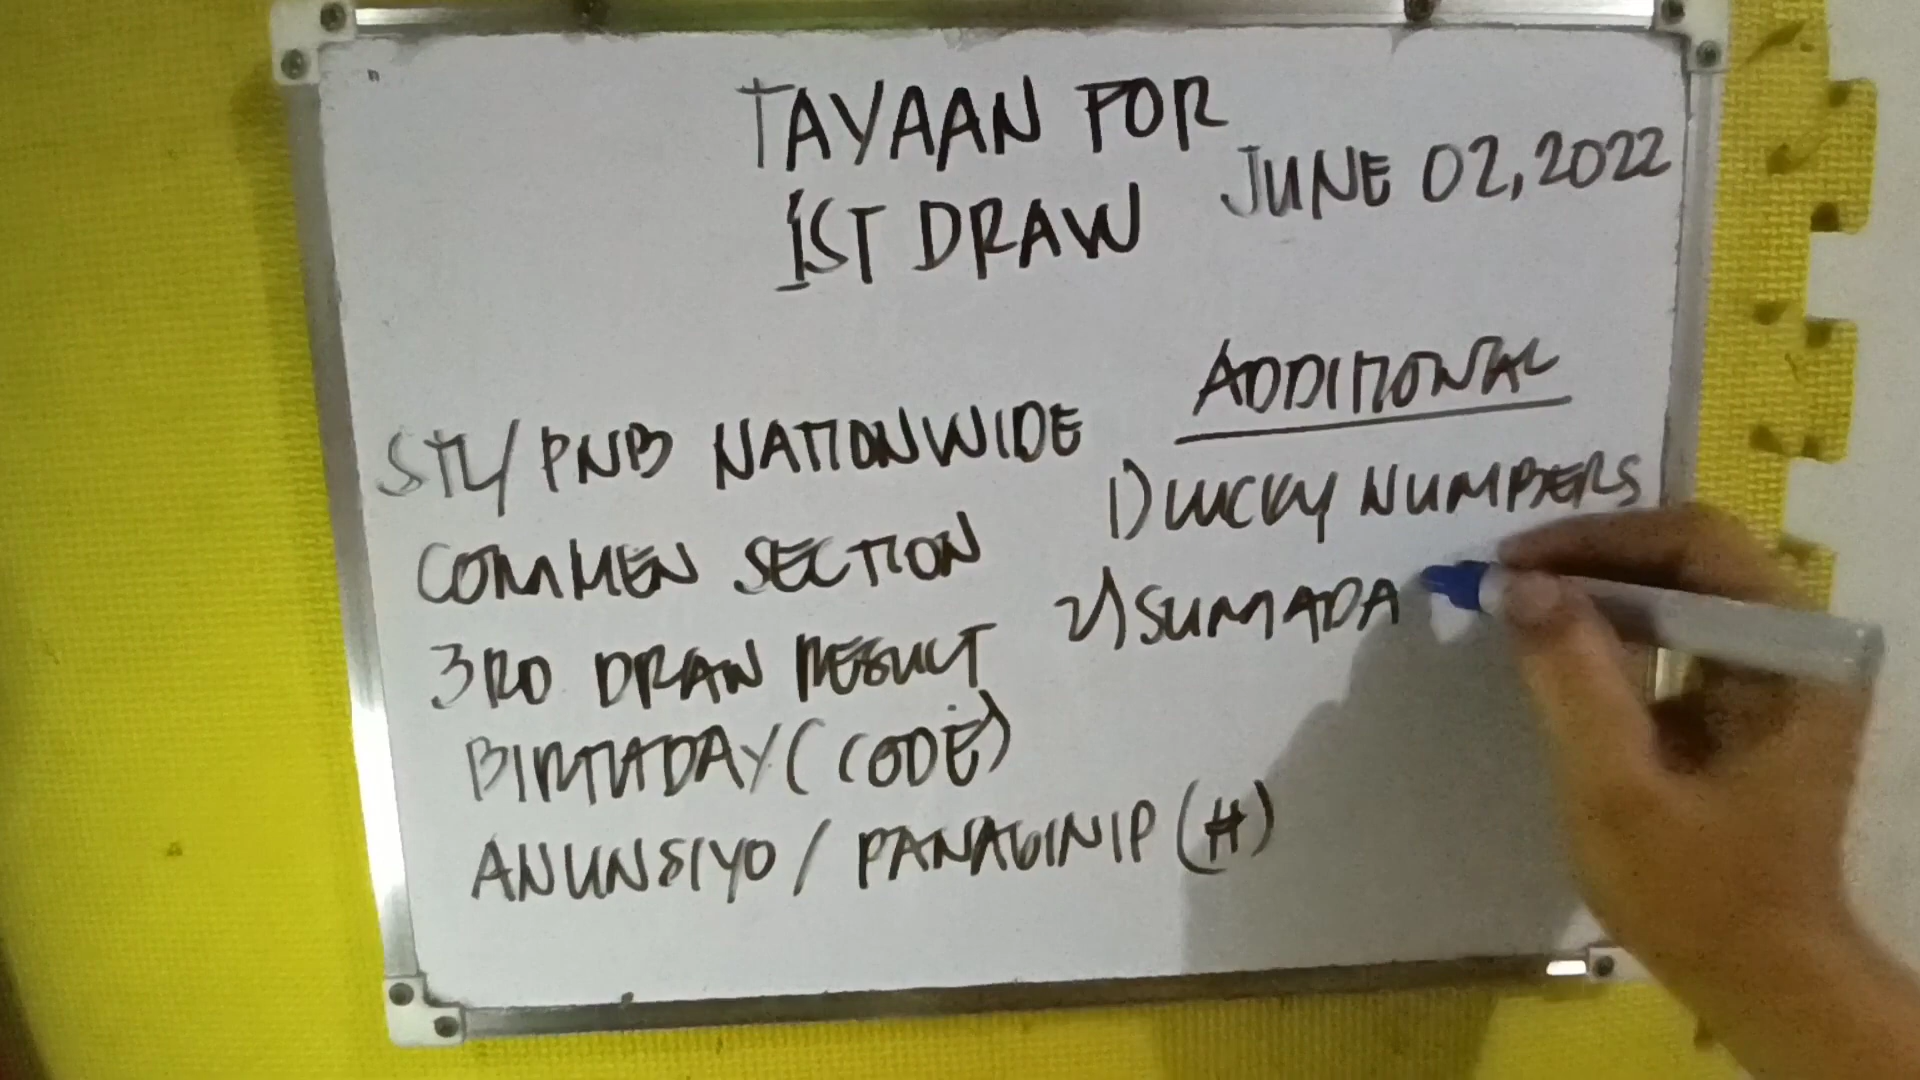 TAYAAN FOR
1ST DRAW
JUNE 02, 2022
STL/PNB NATIONWIDE
COMMEN SECTION
3RD DRAW RESULT
BIRTHDAY (CODE)
ANUNSIYO / PANAGINIP (#)
ADDITIONAL
1) LUCKY NUMBERS
2) SUMADA